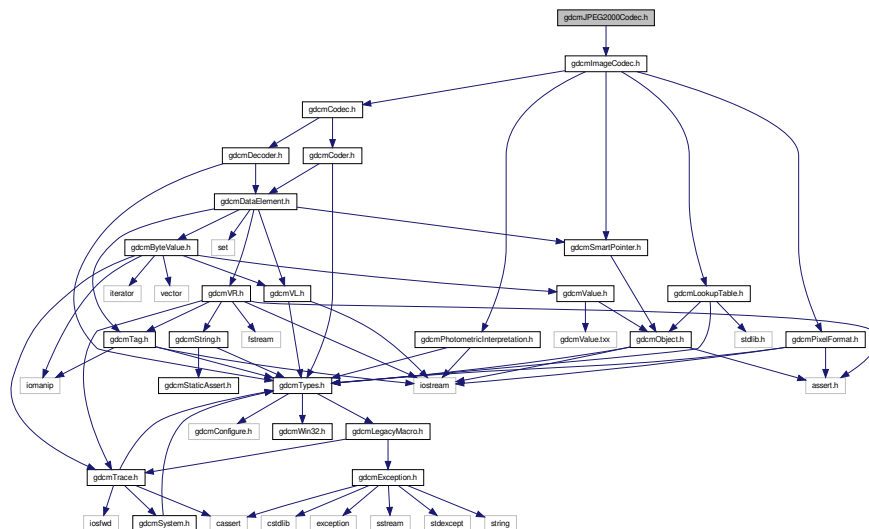 gdcmJPEG2000Codec.h
gdcmImageCodec.h
gdcmCodec.h
gdcmDecoder.h
gdcmCoder.h
gdcmDataElement.h
gdcmByteValue.h
set
gdcmSmartPointer.h
iterator
vector
gdcmVR.h
gdcmVL.h
gdcmValue.h
gdcmLookupTable.h
gdcmTag.h
gdcmString.h
fstream
gdcmPhotometricInterpretation.h
gdcmValue.txx
gdcmObject.h
stdlib.h
gdcmPixelFormat.h
iomanip
gdcmStaticAssert.h
gdcmTypes.h
iostream
assert.h
gdcmConfigure.h
gdcmWin32.h
gdcmLegacyMacro.h
gdcmTrace.h
gdcmException.h
iosfwd
gdcmSystem.h
cassert
cstdlib
exception
sstream
stdexcept
string